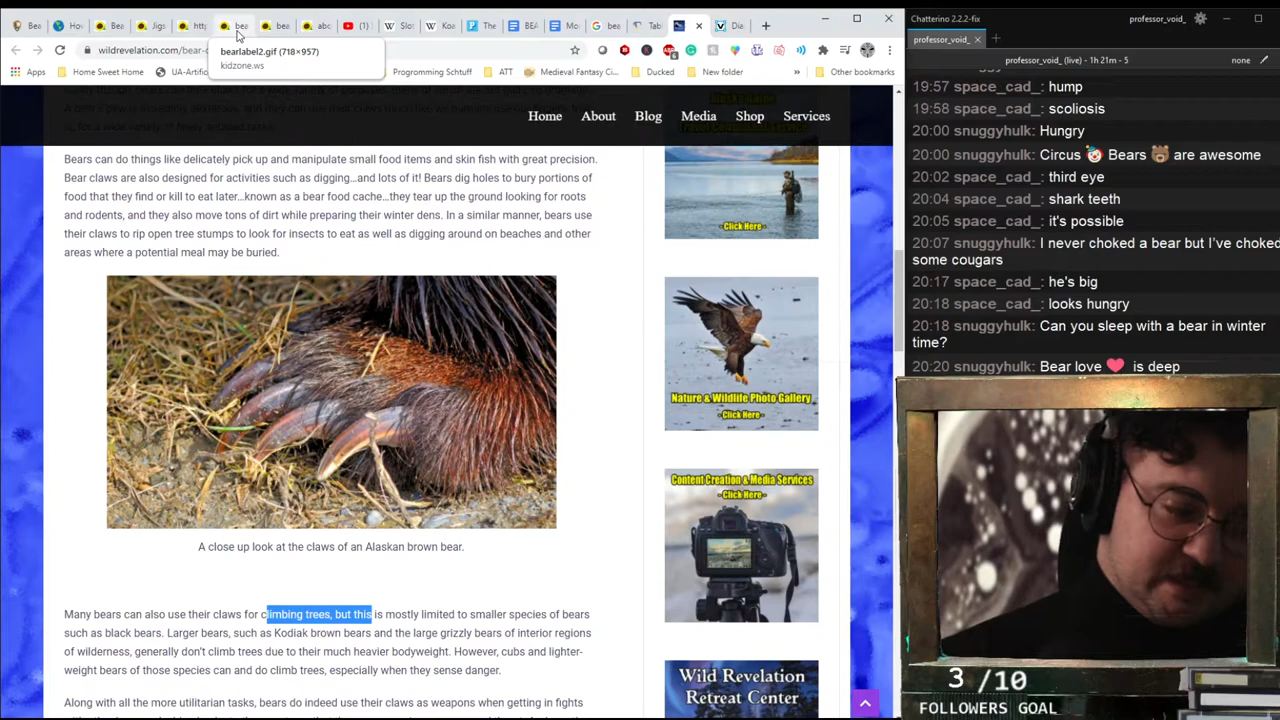 Bea
Ho
Bea
Jigs
http
bea
bea
abc
(1)
Slo
Koa
The
BEA
Mo
bea
Tab
Dia
wildrevelation.com/bear-c
bearlabel2.gif (718×957)
kidzone.ws
Apps
Home Sweet Home
UA-Artific
Programming Schtuff
ATT
Medieval Fantasy Ci
Ducked
New folder
Other bookmarks
Home About Blog Media Shop Services
Bears can do things like delicately pick up and manipulate small food items and skin fish with great precision.
Bear claws are also designed for activities such as digging…and lots of it! Bears dig holes to bury portions of
food that they find or kill to eat later…known as a bear food cache…they tear up the ground looking for roots
and rodents, and they also move tons of dirt while preparing their winter dens. In a similar manner, bears use
their claws to rip open tree stumps to look for insects to eat as well as digging around on beaches and other
areas where a potential meal may be buried.
A close up look at the claws of an Alaskan brown bear.
Many bears can also use their claws for climbing trees, but this is mostly limited to smaller species of bears
such as black bears. Larger bears, such as Kodiak brown bears and the large grizzly bears of interior regions
of wilderness, generally don't climb trees due to their much heavier bodyweight. However, cubs and lighter-
weight bears of those species can and do climb trees, especially when they sense danger.
Along with all the more utilitarian tasks, bears do indeed use their claws as weapons when getting in fights
- Click Here -
Nature & Wildlife Photo Gallery
- Click Here -
Content Creation & Media Services
- Click Here -
Wild Revelation
Retreat Center
Chatterino 2.2.2-fix
professor_void_
professor_void_
professor_void_ (live) - 1h 21m - 5
none
19:57 space_cad_: hump
19:58 space_cad_: scoliosis
20:00 snuggyhulk: Hungry
20:00 snuggyhulk: Circus 🤡 Bears 🐻 are awesome
20:02 space_cad_: third eye
20:04 space_cad_: shark teeth
20:05 space_cad_: it's possible
20:07 snuggyhulk: I never choked a bear but I've choked
some cougars
20:17 space_cad_: he's big
20:18 space_cad_: looks hungry
20:18 snuggyhulk: Can you sleep with a bear in winter
time?
20:20 snuggyhulk: Bear love ❤️ is deep
3 /10
FOLLOWERS GOAL